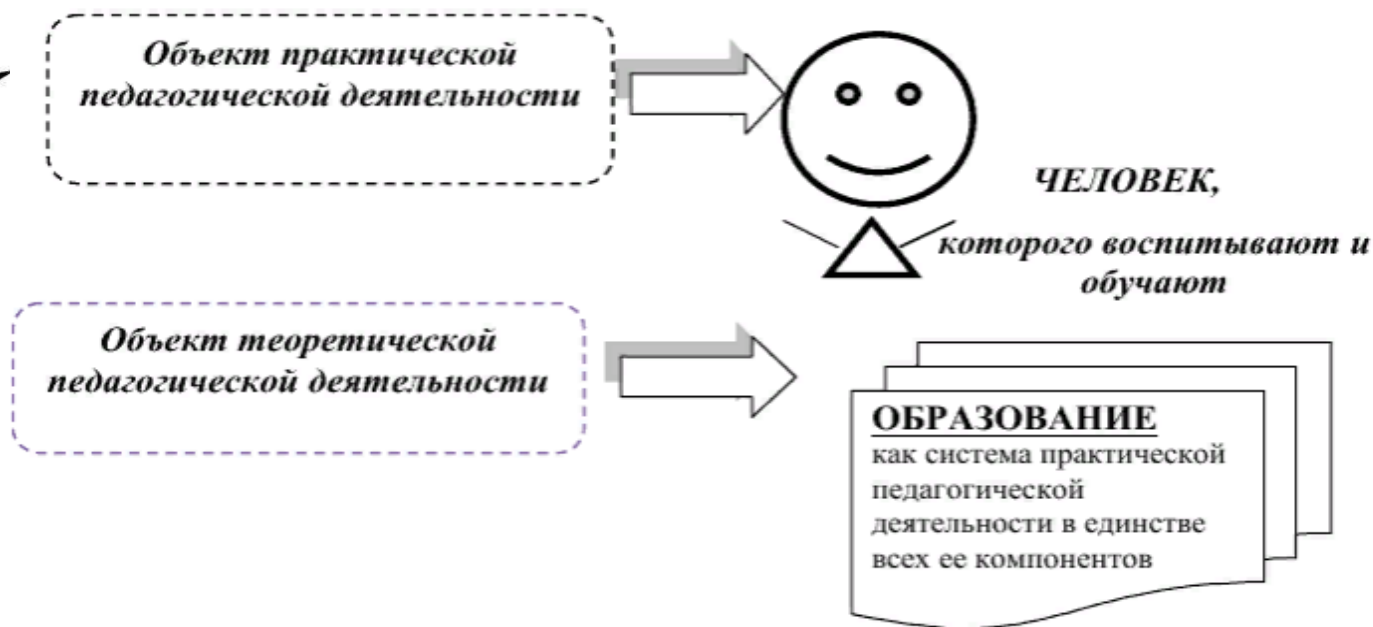 Объект практической
педагогической деятельности
ЧЕЛОВЕК,
которого воспитывают и
обучают
Объект теоретической
педагогической деятельности
ОБРАЗОВАНИЕ
как система практической
педагогической
деятельности в единстве
всех ее компонентов